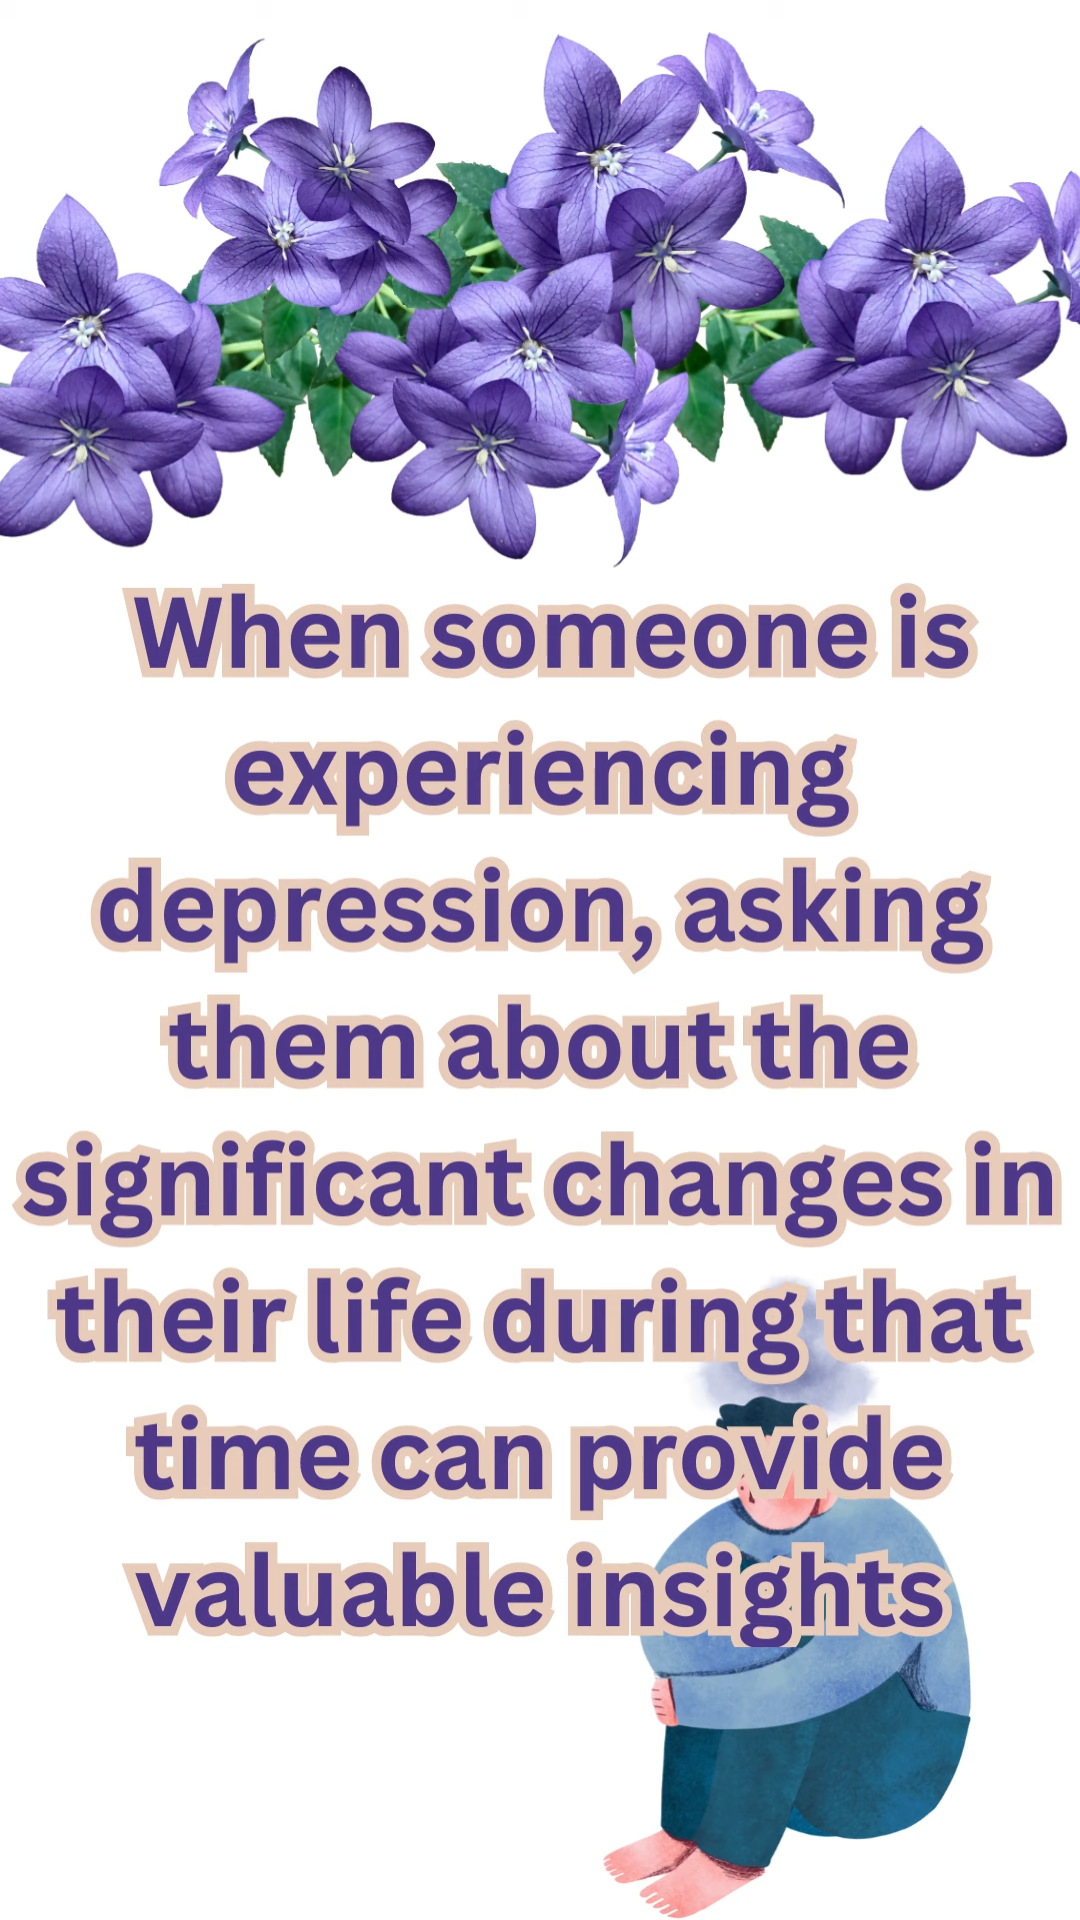 When someone is
experiencing
depression, asking
them about the
significant changes in
their life during that
time can provide
valuable insights